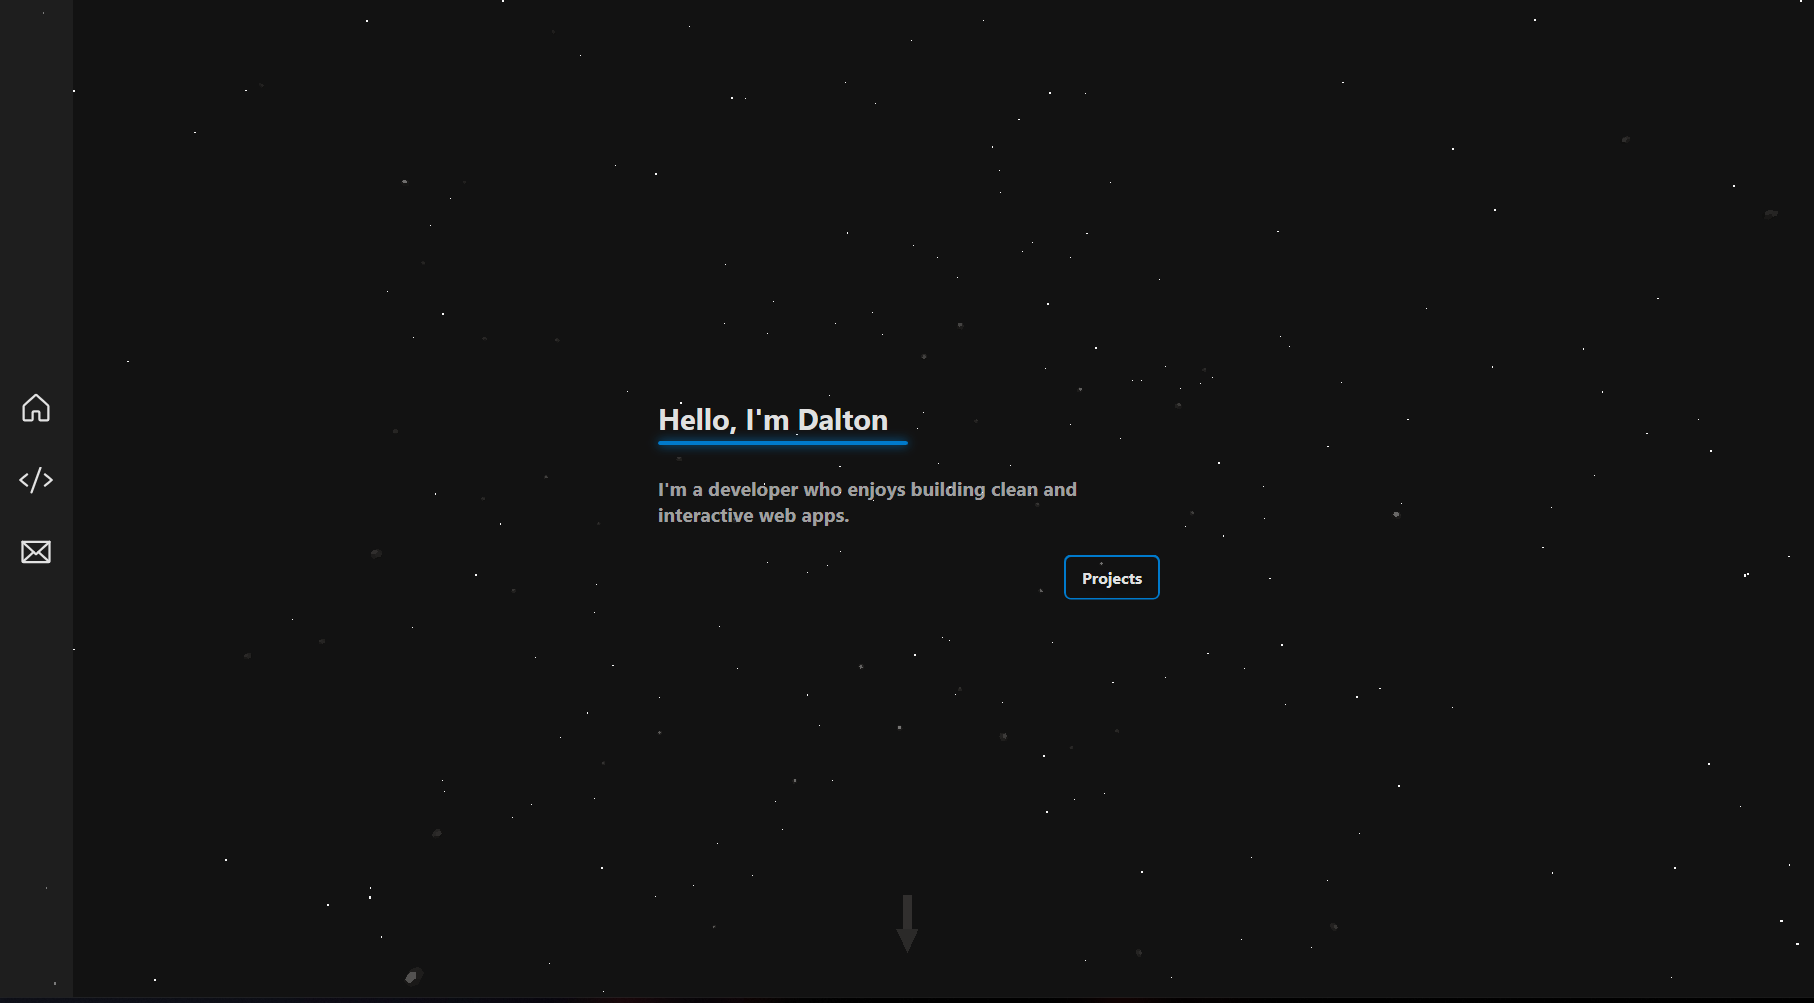 Hello, I'm Dalton
I'm a developer who enjoys building clean and
interactive web apps.
Projects